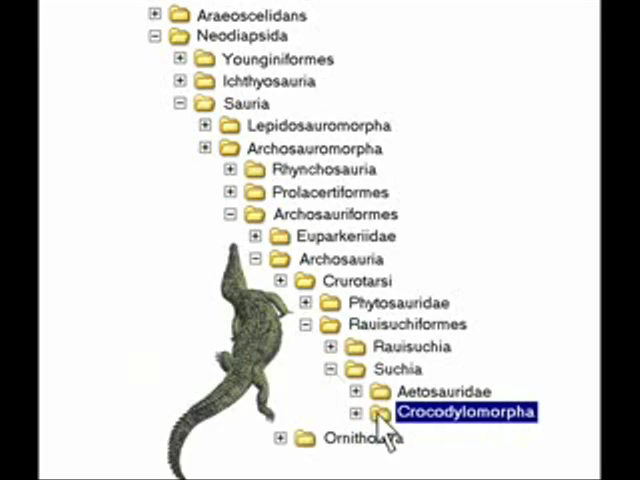 Araeoscelidans
Neodiapsida
Younginiformes
Ichthyosauria
Sauria
Lepidosauromorpha
Archosauromorpha
Rhynchosauria
Prolacertiformes
Archosauriformes
Euparkeriidae
Archosauria
Crurotarsi
Phytosauridae
Rauisuchiformes
Rauisuchia
Suchia
Aetosauridae
Crocodylomorpha